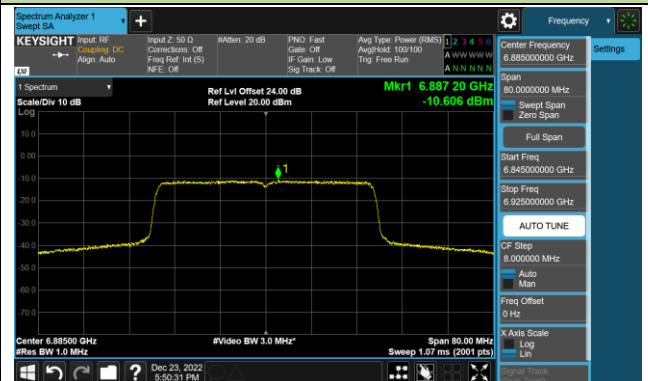 Spectrum Analyzer 1
Swept SA
Frequency
KEYSIGHT
Input: RF
Coupling: DC
Align: Auto
Input Z: 50 Ω
Corrections: Off
Freq Ref: Int (S)
NFE: Off
#Atten: 20 dB
PNO: Fast
Gate: Off
IF Gain: Low
Sig Track: Off
Avg Type: Power (RMS)
Avg|Hold: 100/100
Trig: Free Run
1 2 3 4 5 6
A W W W W W
A N N N N N
LXI
1 Spectrum
Scale/Div 10 dB
Log
Ref Lvl Offset 24.00 dB
Ref Level 20.00 dBm
Mkr1 6.887 20 GHz
-10.606 dBm
10.0
0.00
-10.0
-20.0
-30.0
-40.0
-50.0
-60.0
-70.0
1
Center 6.88500 GHz
#Res BW 1.0 MHz
#Video BW 3.0 MHz*
Span 80.00 MHz
Sweep 1.07 ms (2001 pts)
Dec 23, 2022
5:50:31 PM
Center Frequency
6.885000000 GHz
Span
80.0000000 MHz
Swept Span
Zero Span
Full Span
Start Freq
6.845000000 GHz
Stop Freq
6.925000000 GHz
AUTO TUNE
CF Step
8.000000 MHz
Auto
Man
Freq Offset
0 Hz
X Axis Scale
Log
Lin
Signal Track
Settings